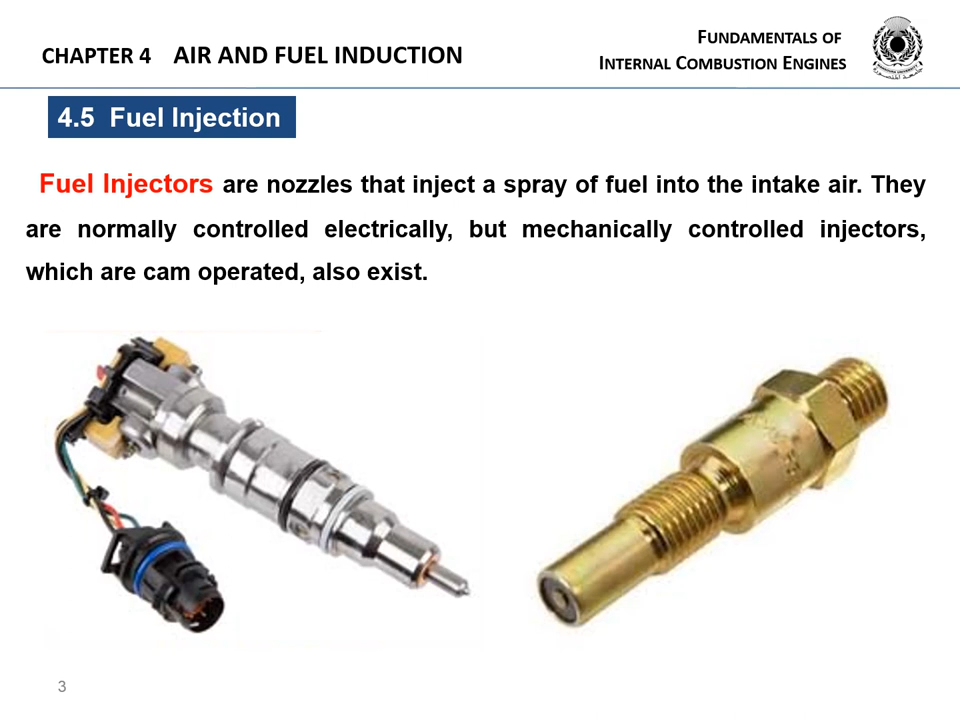 CHAPTER 4 AIR AND FUEL INDUCTION
FUNDAMENTALS OF
INTERNAL COMBUSTION ENGINES
4.5 Fuel Injection
Fuel Injectors are nozzles that inject a spray of fuel into the intake air. They
are normally controlled electrically, but mechanically controlled injectors,
which are cam operated, also exist.
3